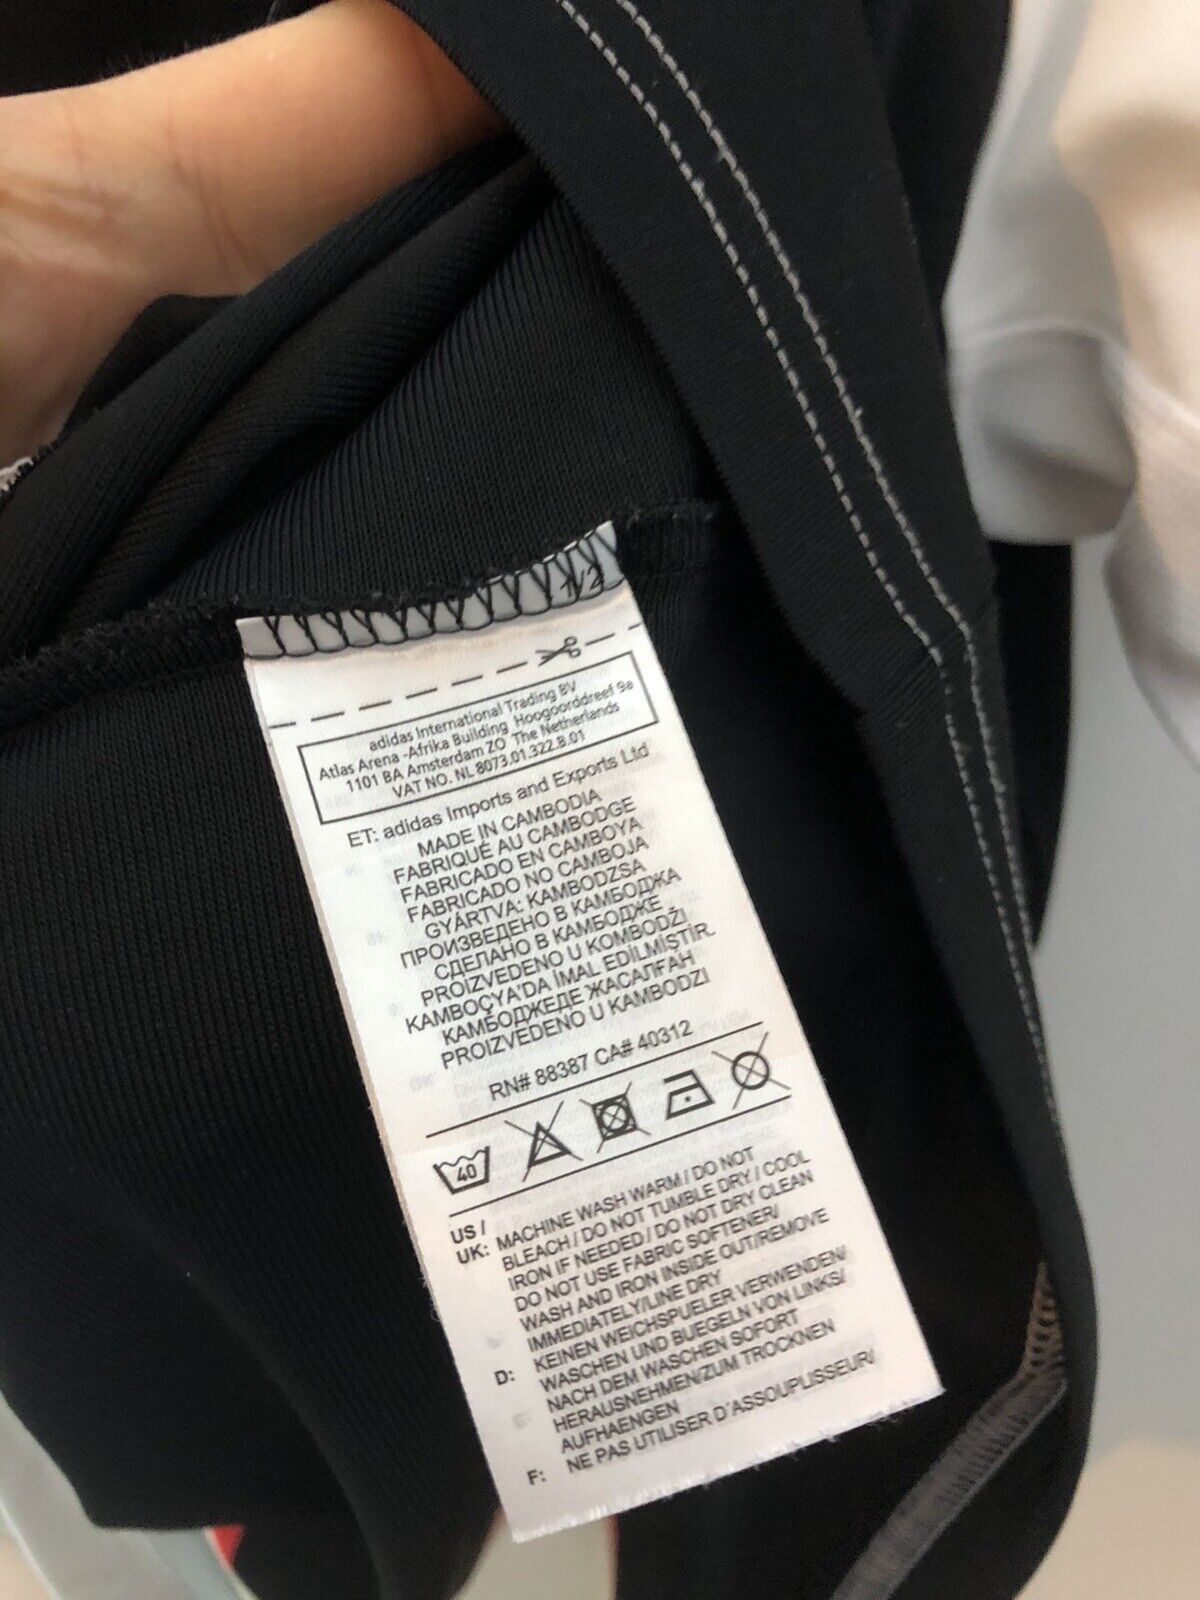 1/2
adidas International Trading BV
Atlas Arena -Afrika Building Hoogoorddreef 9a
1101 BA Amsterdam ZO The Netherlands
VAT NO. NL 8073.01.322.B.01
ET: adidas Imports and Exports Ltd
MADE IN CAMBODIA
FABRIQUÉ AU CAMBODGE
FABRICADO EN CAMBOYA
FABRICADO NO CAMBOJA
GYÁRTVA: KAMBODZSA
ПРОИЗВЕДЕНО В КАМБОДЖА
СДЕЛАНО В КАМБОДЖЕ
PROIZVEDENO U KOMBODŽI
KAMBOÇYA'DA İMAL EDİLMİŞTİR.
КАМБОДЖЕДЕ ЖАСАЛҒАН
PROIZVEDENO U KAMBODZI
RN# 88387 CA# 40312
40
US / MACHINE WASH WARM / DO NOT
UK: BLEACH / DO NOT TUMBLE DRY / COOL
IRON IF NEEDED / DO NOT DRY CLEAN
DO NOT USE FABRIC SOFTENER/
WASH AND IRON INSIDE OUT/REMOVE
IMMEDIATELY/LINE DRY
D: KEINEN WEICHSPUELER VERWENDEN/
WASCHEN UND BUEGELN VON LINKS/
NACH DEM WASCHEN SOFORT
HERAUSNEHMEN/ZUM TROCKNEN
AUFHAENGEN
F: NE PAS UTILISER D'ASSOUPLISSEUR/